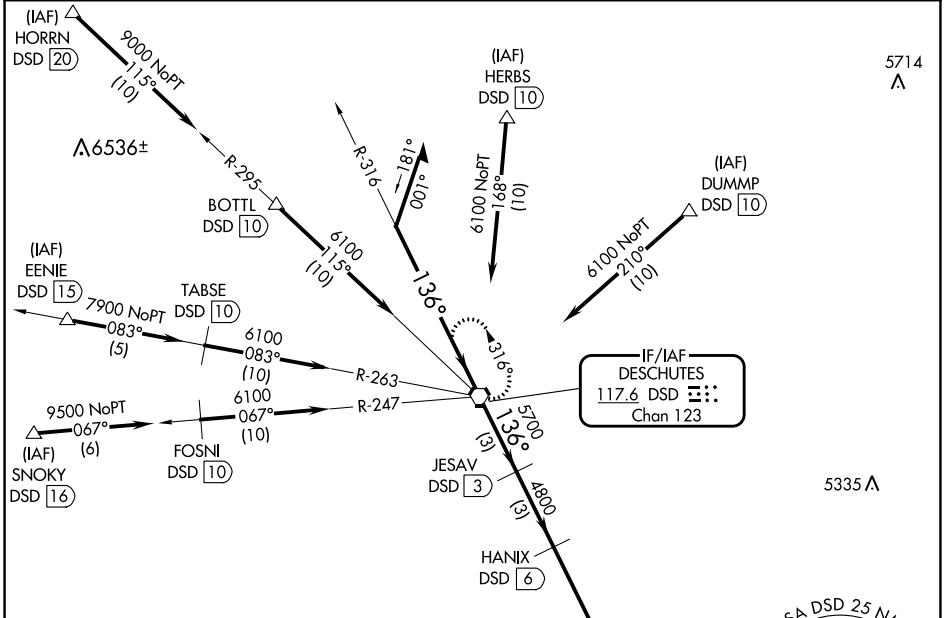 (IAF)
HORRN
DSD 20
9000 NoPT
115°
(10)
6536±
R-295
BOTTL
DSD 10
6100
115°
(10)
R-316
181°
001°
136°
(IAF)
HERBS
DSD 10
6100 NoPT
168°
(10)
5714
(IAF)
DUMMP
DSD 10
6100 NoPT
210°
(10)
(IAF)
EENIE
DSD 15
7900 NoPT
083°
(5)
TABSE
DSD 10
6100
083°
(10)
R-263
316°
IF/IAF
DESCHUTES
117.6 DSD
Chan 123
9500 NoPT
067°
(6)
(IAF)
SNOKY
DSD 16
6100
067°
(10)
R-247
FOSNI
DSD 10
5700
136°
(3)
JESAV
DSD 3
4800
(3)
5335
HANIX
DSD 6
DSD 25